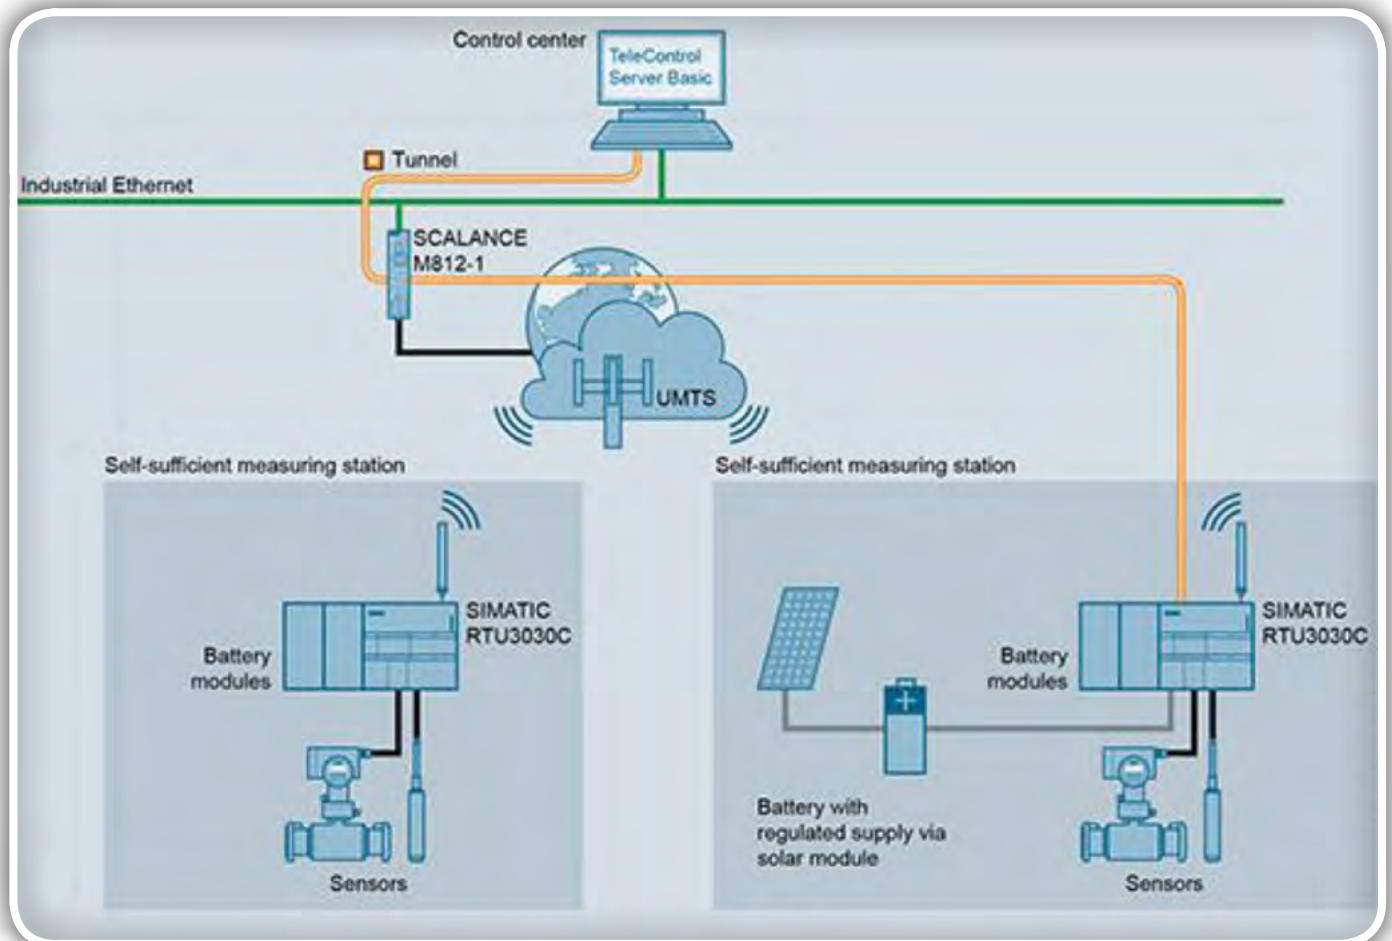 Control center
TeleControl
Server Basic
Tunnel
Industrial Ethernet
SCALANCE
M812-1
UMTS
Self-sufficient measuring station
SIMATIC
RTU3030C
Battery
modules
Sensors
Self-sufficient measuring station
SIMATIC
RTU3030C
Battery
modules
Battery with
regulated supply via
solar module
Sensors